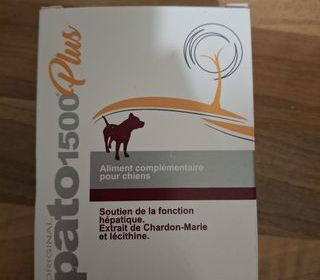 ORIGINAL
pato1500 Plus
Aliment complémentaire
pour chiens
Soutien de la fonction
hépatique.
Extrait de Chardon-Marie
et lécithine.